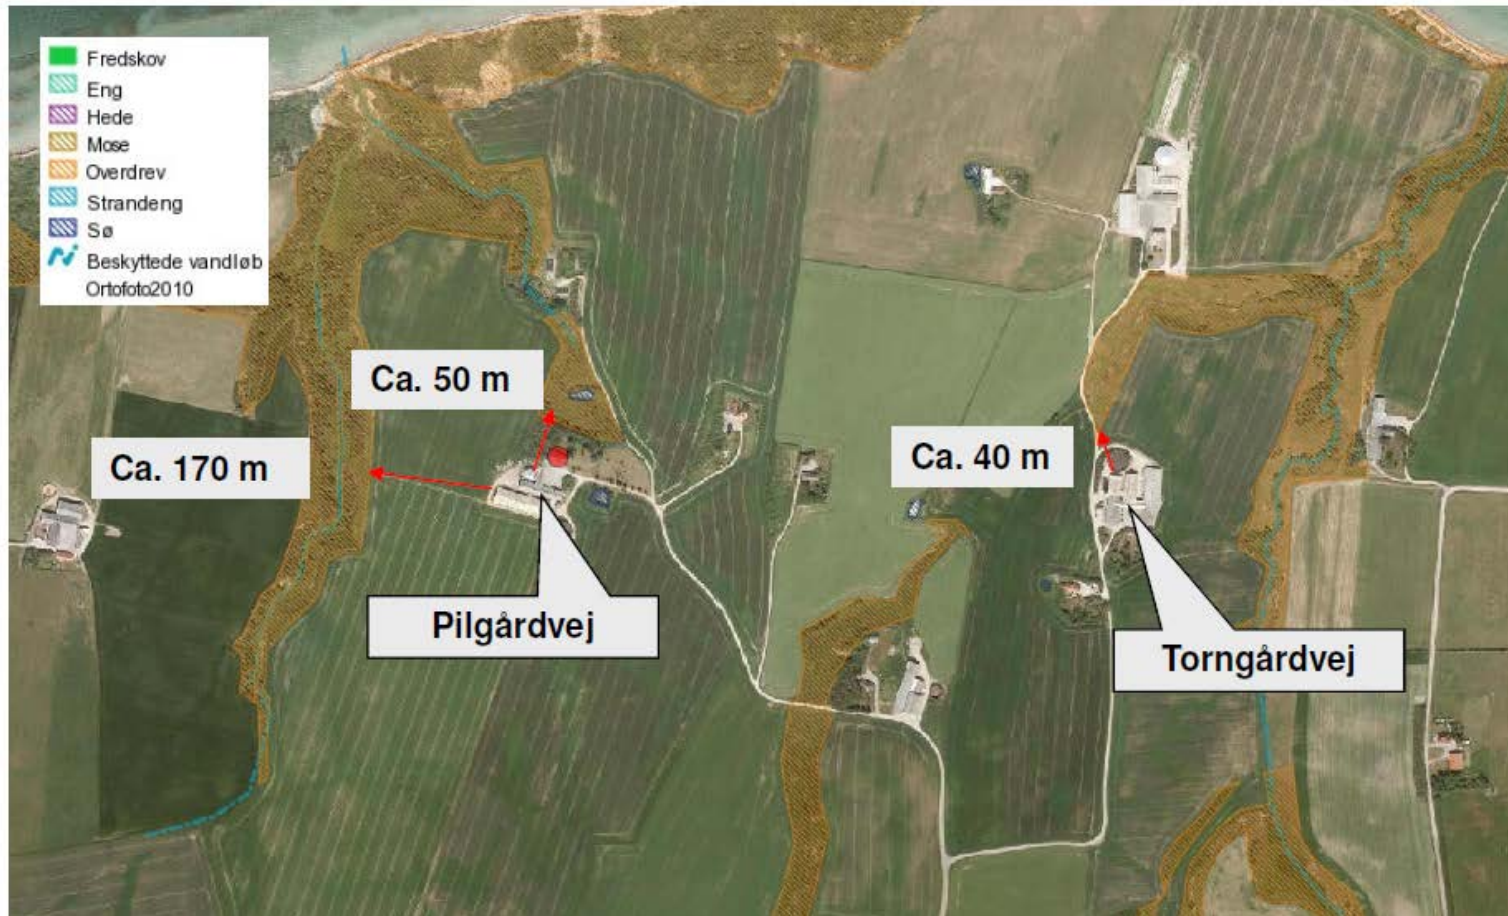 Fredskov
Eng
Hede
Mose
Overdrev
Strandeng
Sø
Beskyttede vandløb
Ortofoto2010
Ca. 50 m
Ca. 170 m
Ca. 40 m
Pilgårdvej
Torngårdvej